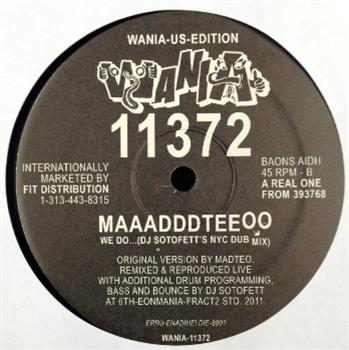 WANIA-US-EDITION
WANIA
11372
INTERNATIONALLY
MARKETED BY
FIT DISTRIBUTION
1-313-443-8315
BAONS AIDH
45 RPM - B
A REAL ONE
FROM 393768
MAAADDDTEEOO
WE DO...(DJ SOTOFETT'S NYC DUB MIX)
ORIGINAL VERSION BY MADTEO.
REMIXED & REPRODUCED LIVE
WITH ADDITIONAL DRUM PROGRAMMING,
BASS AND BOUNCE BY DJ SOTOFETT
AT 6TH-EONMANIA-FRACT2 STD. 2011.
WANIA-11372